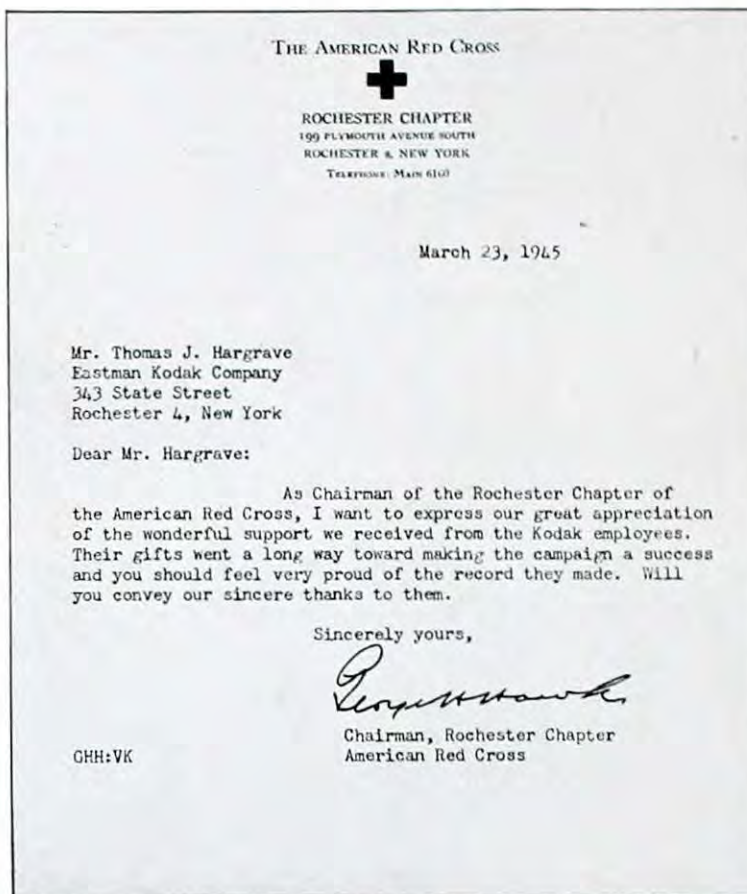 THE AMERICAN RED CROSS
ROCHESTER CHAPTER
199 PLYMOUTH AVENUE SOUTH
ROCHESTER 8, NEW YORK
TELEPHONE: MAIN 6160
March 23, 1945
Mr. Thomas J. Hargrave
Eastman Kodak Company
343 State Street
Rochester 4, New York
Dear Mr. Hargrave:
As Chairman of the Rochester Chapter of
the American Red Cross, I want to express our great appreciation
of the wonderful support we received from the Kodak employees.
Their gifts went a long way toward making the campaign a success
and you should feel very proud of the record they made. Will
you convey our sincere thanks to them.
Sincerely yours,
George H Hawks
Chairman, Rochester Chapter
GHH:VK American Red Cross